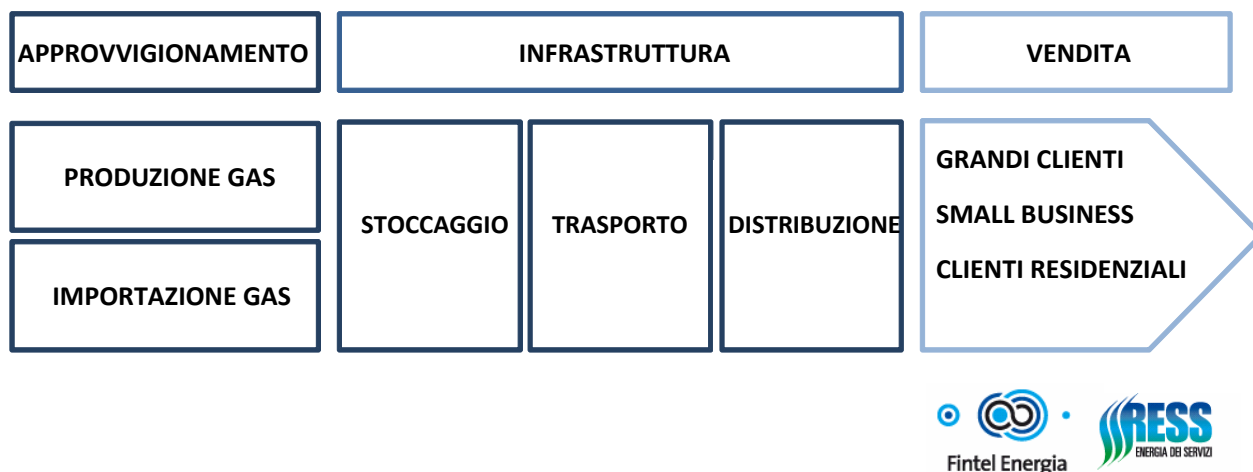 APPROVVIGIONAMENTO
INFRASTRUTTURA
VENDITA
PRODUZIONE GAS
IMPORTAZIONE GAS
STOCCAGGIO
TRASPORTO
DISTRIBUZIONE
GRANDI CLIENTI
SMALL BUSINESS
CLIENTI RESIDENZIALI
Fintel Energia
RESS
ENERGIA DEI SERVIZI